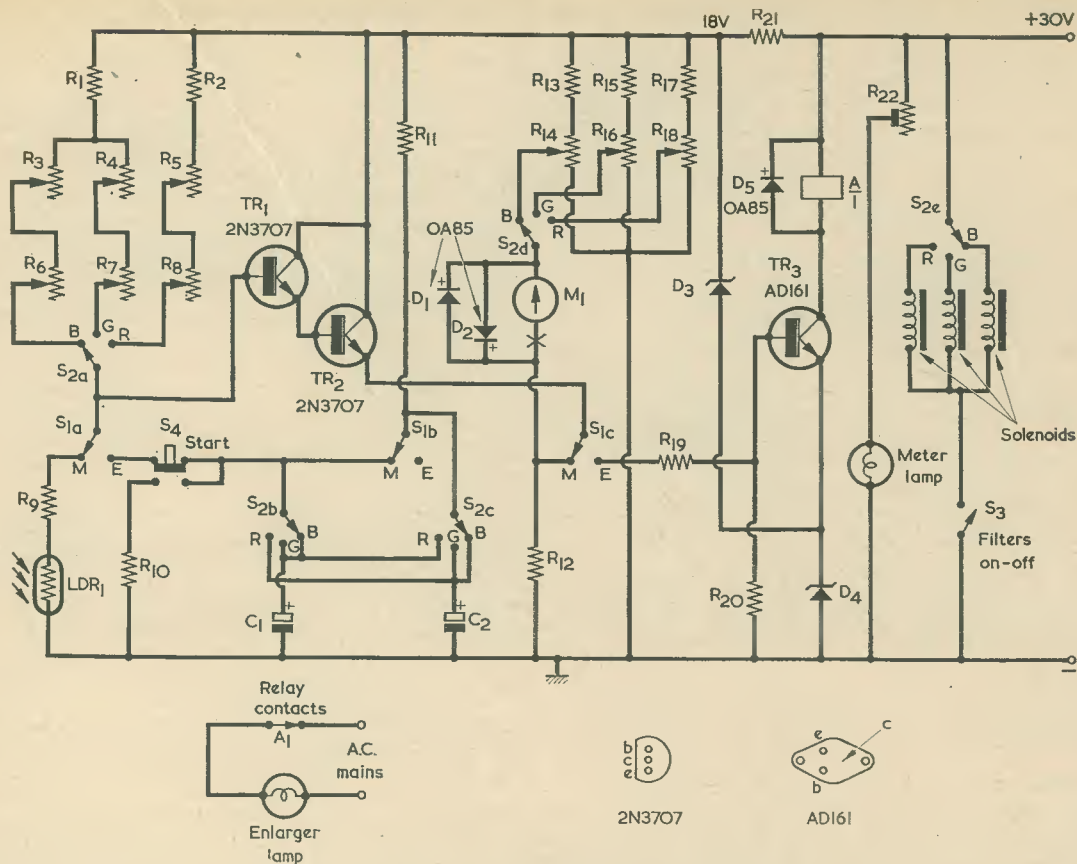 18V
R21
+30V
R1
R2
R11
R13
R15
R17
R22
R3
R4
R5
R14
R16
R18
D5
OA85
A
1
S2e
TR1
2N3707
OA85
B
G
R
S2d
R6
R7
R8
D1
D2
M1
D3
TR3
AD161
R
G
B
B
G
R
S2a
TR2
2N3707
S1a
S4
Start
S1b
S1c
R19
Solenoids
M
E
M
E
M
E
Meter
lamp
R9
S2b
S2c
S3
Filters
on-off
R
G
B
R
G
B
LDR1
R10
R12
R20
D4
C1
+
C2
+
–
Relay
contacts
A1
A.C.
mains
Enlarger
lamp
b
c
e
2N3707
e
c
b
AD161